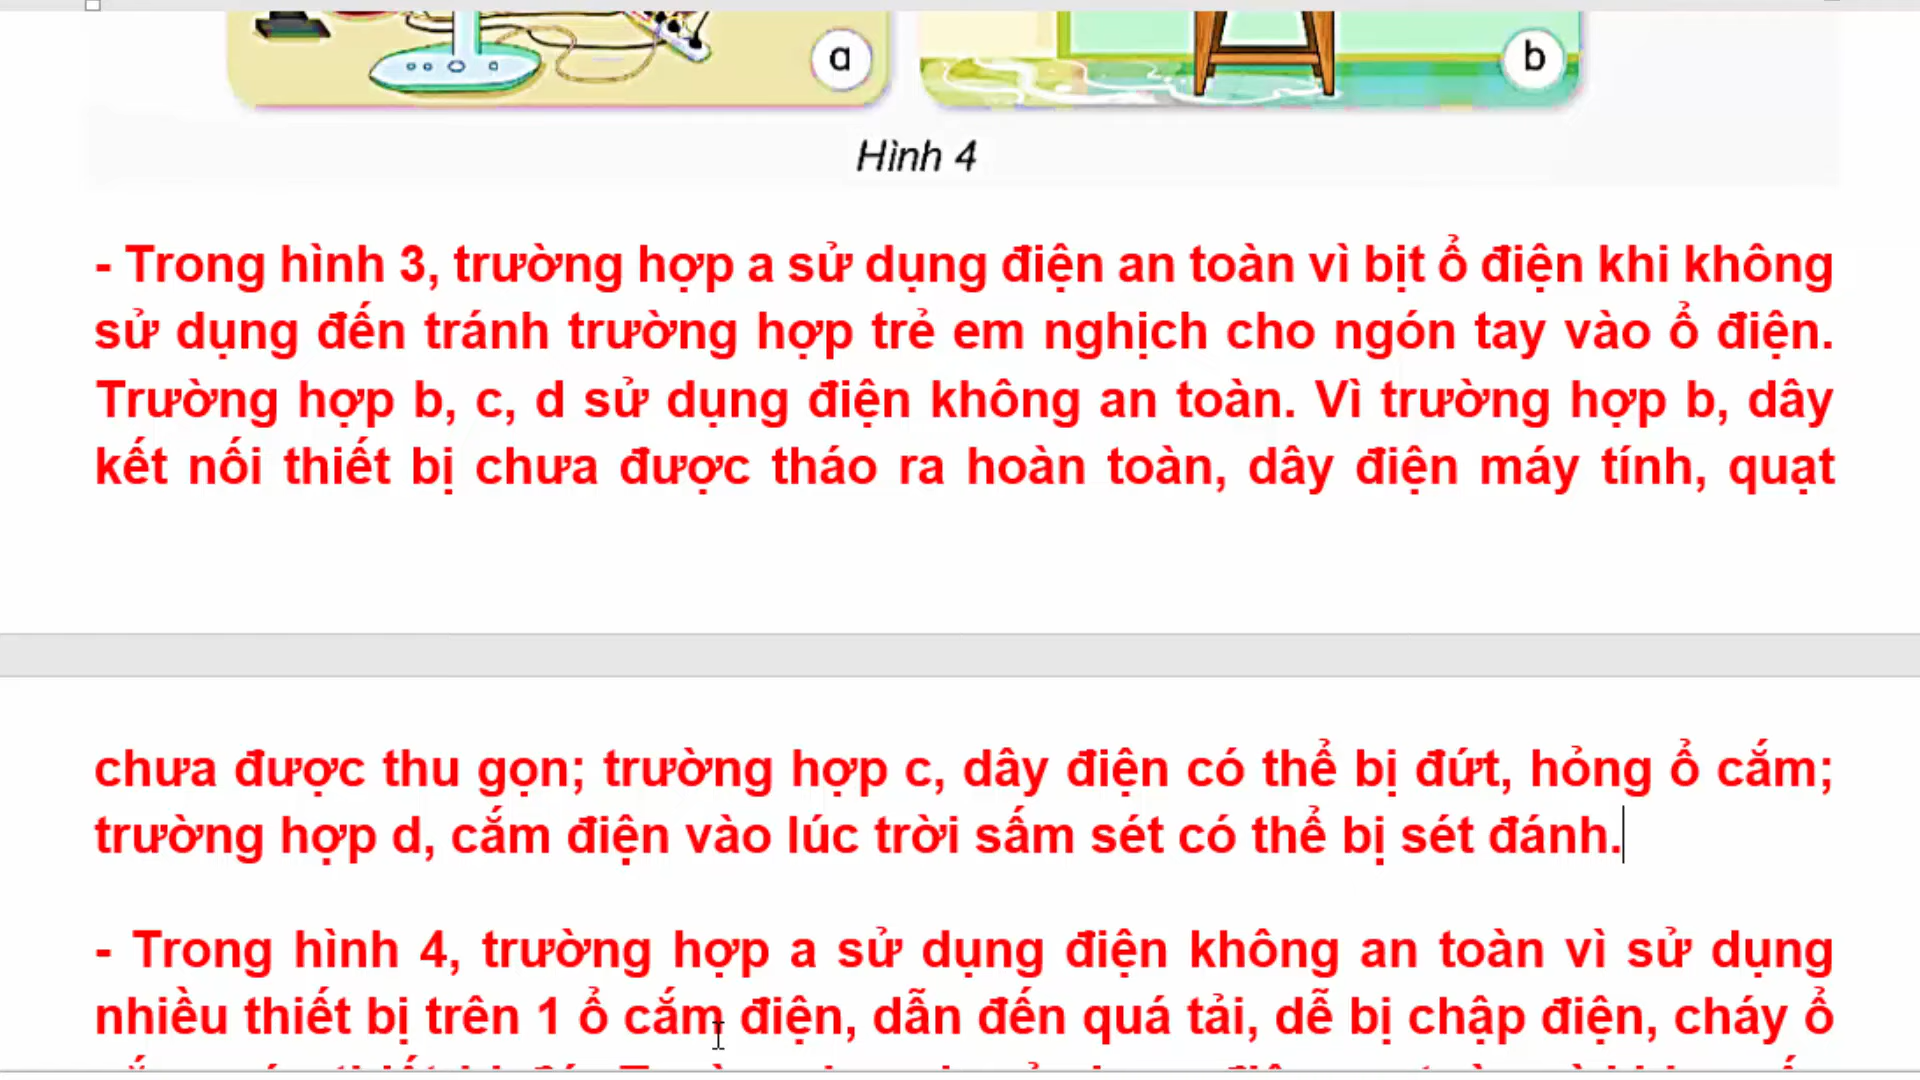 a
b
Hình 4
- Trong hình 3, trường hợp a sử dụng điện an toàn vì bịt ổ điện khi không
sử dụng đến tránh trường hợp trẻ em nghịch cho ngón tay vào ổ điện.
Trường hợp b, c, d sử dụng điện không an toàn. Vì trường hợp b, dây
kết nối thiết bị chưa được tháo ra hoàn toàn, dây điện máy tính, quạt
chưa được thu gọn; trường hợp c, dây điện có thể bị đứt, hỏng ổ cắm;
trường hợp d, cắm điện vào lúc trời sấm sét có thể bị sét đánh.
- Trong hình 4, trường hợp a sử dụng điện không an toàn vì sử dụng
nhiều thiết bị trên 1 ổ cắm điện, dẫn đến quá tải, dễ bị chập điện, cháy ổ